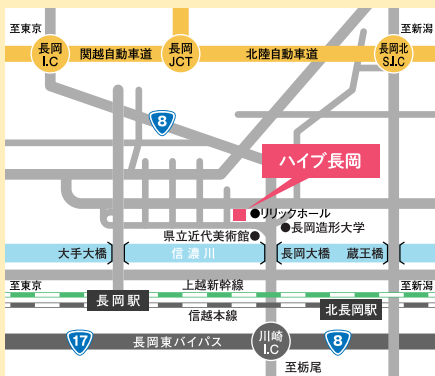 至東京
至新潟
長岡
I.C
関越自動車道
長岡
JCT
北陸自動車道
長岡北
S.I.C
8
ハイブ長岡
●リリックホール
●長岡造形大学
県立近代美術館●
大手大橋
信濃川
長岡大橋
蔵王橋
至東京
上越新幹線
至新潟
長岡駅
信越本線
北長岡駅
17
長岡東バイパス
川崎
I.C
8
至栃尾